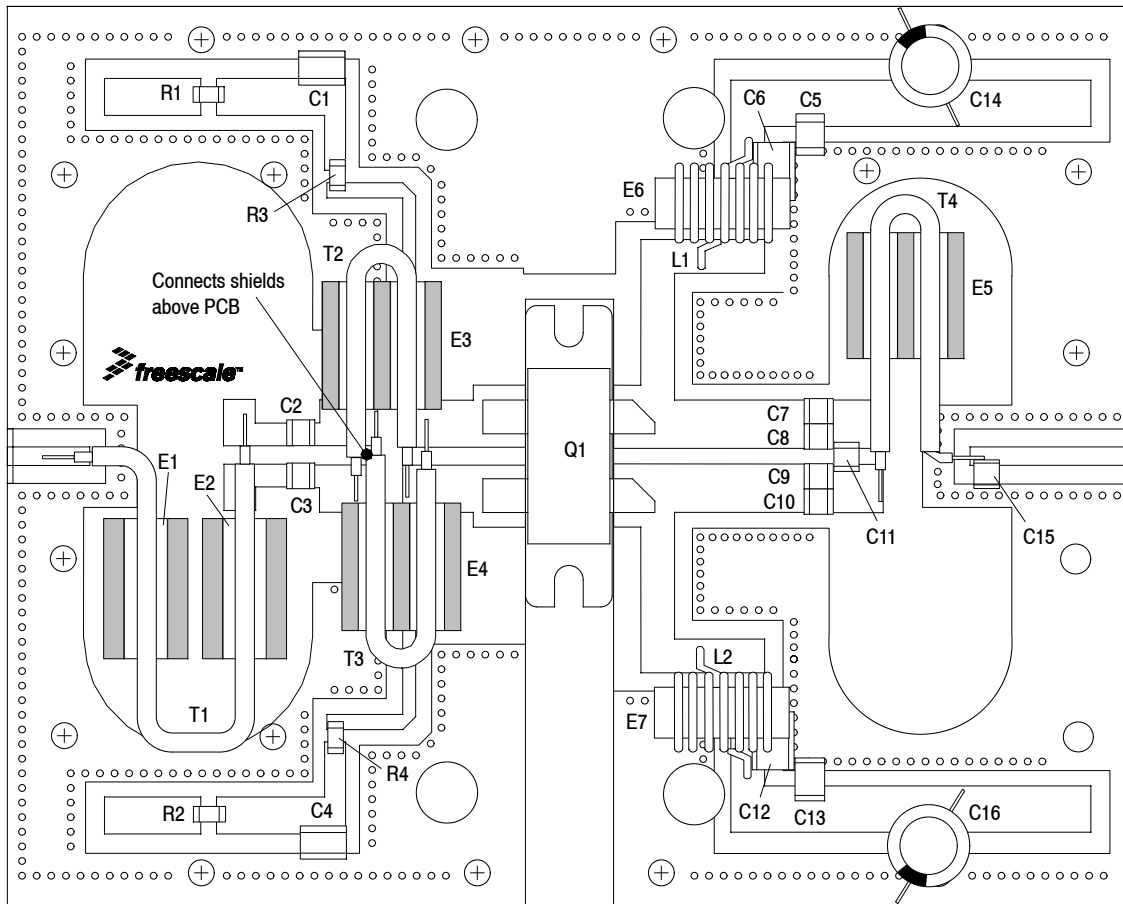 R1
C1
C6
C5
C14
R3
E6
T4
T2
L1
Connects shields
above PCB
E5
E3
freescale™
C2
C7
C8
Q1
E1
E2
C9
C3
C10
C11
C15
E4
T3
L2
T1
E7
R4
R2
C4
C12
C13
C16